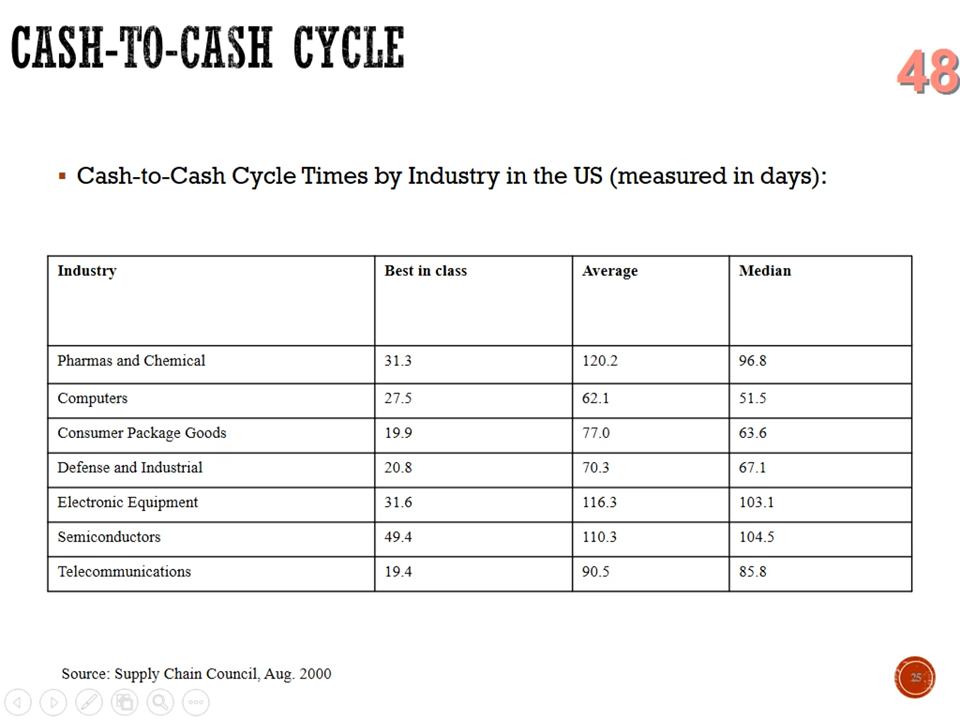 CASH-TO-CASH CYCLE
48
▪ Cash-to-Cash Cycle Times by Industry in the US (measured in days):
Industry Best in class Average Median
Pharmas and Chemical 31.3 120.2 96.8
Computers 27.5 62.1 51.5
Consumer Package Goods 19.9 77.0 63.6
Defense and Industrial 20.8 70.3 67.1
Electronic Equipment 31.6 116.3 103.1
Semiconductors 49.4 110.3 104.5
Telecommunications 19.4 90.5 85.8
Source: Supply Chain Council, Aug. 2000
25